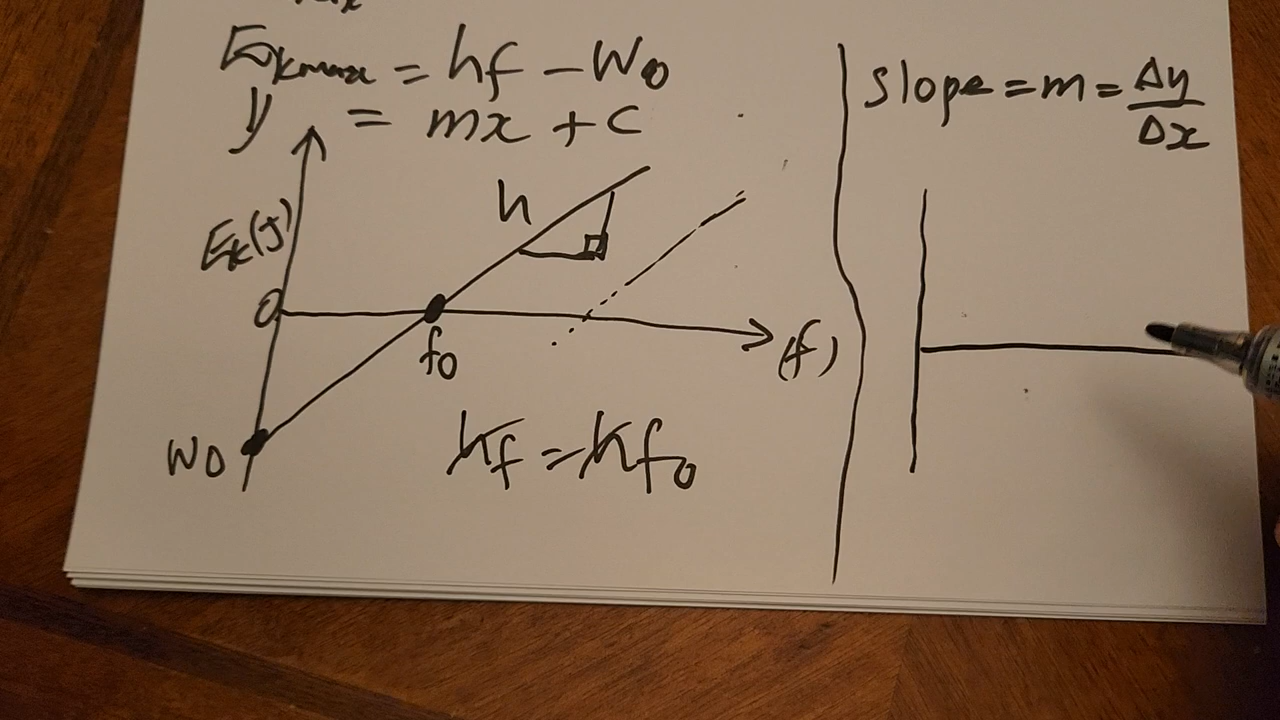 Ekmax = hf - W0
y = mx + c
h
Ek(J)
0
f0
(f)
W0
hf = hf0
slope = m = Δy/Δx